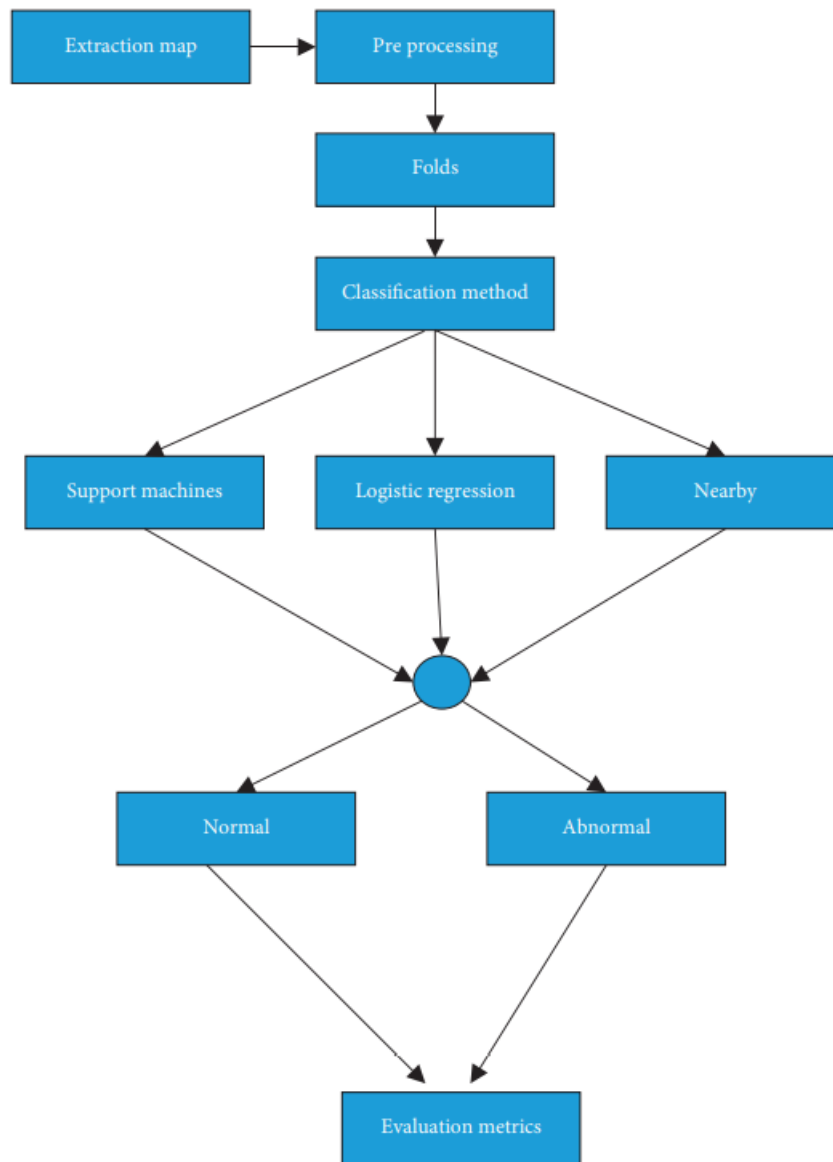 Extraction map
Pre processing
Folds
Classification method
Support machines
Logistic regression
Nearby
Normal
Abnormal
Evaluation metrics